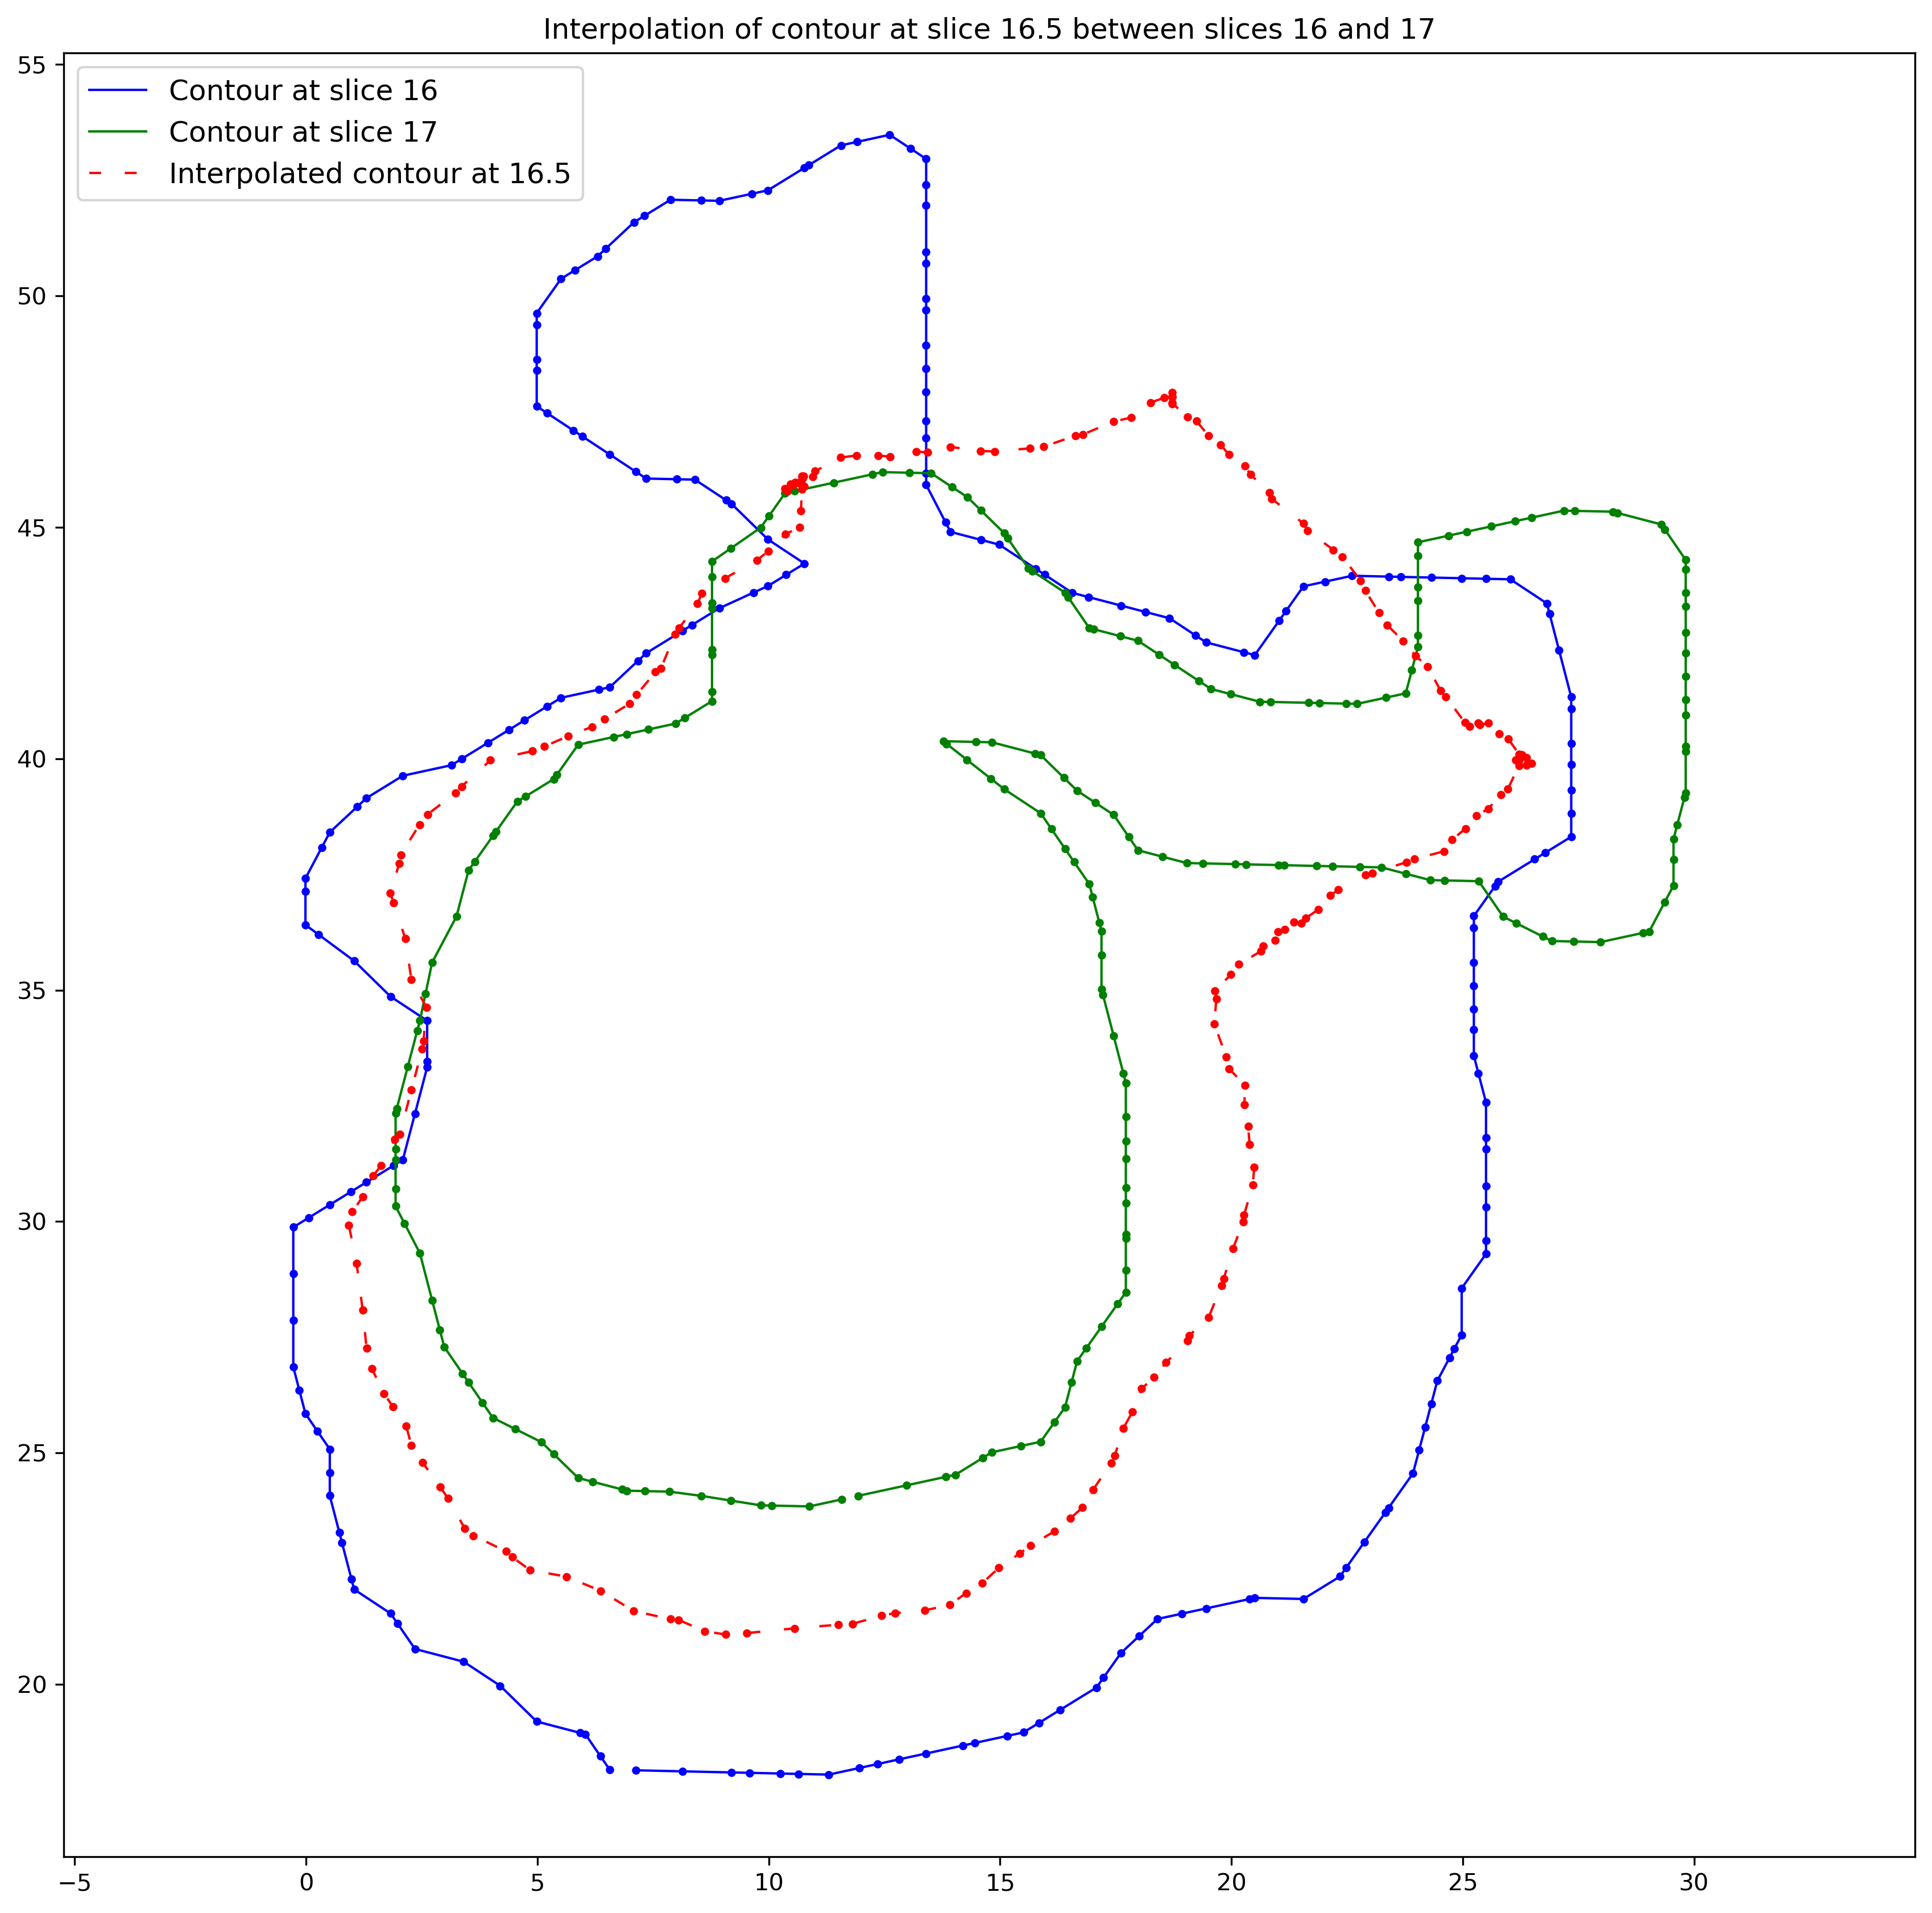 Interpolation of contour at slice 16.5 between slices 16 and 17
55
50
45
40
35
30
25
20
Contour at slice 16
Contour at slice 17
Interpolated contour at 16.5
−5 0 5 10 15 20 25 30